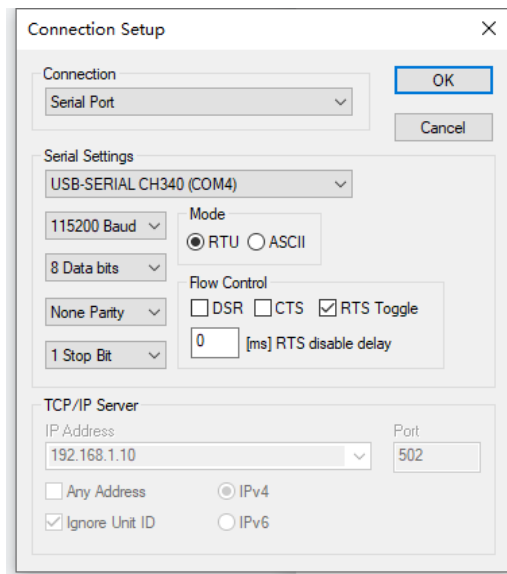 Connection Setup
Connection
Serial Port
OK
Cancel
Serial Settings
USB-SERIAL CH340 (COM4)
115200 Baud
Mode
RTU ASCII
8 Data bits
Flow Control
None Parity
DSR CTS RTS Toggle
0 [ms] RTS disable delay
1 Stop Bit
TCP/IP Server
IP Address Port
192.168.1.10 502
Any Address IPv4
Ignore Unit ID IPv6